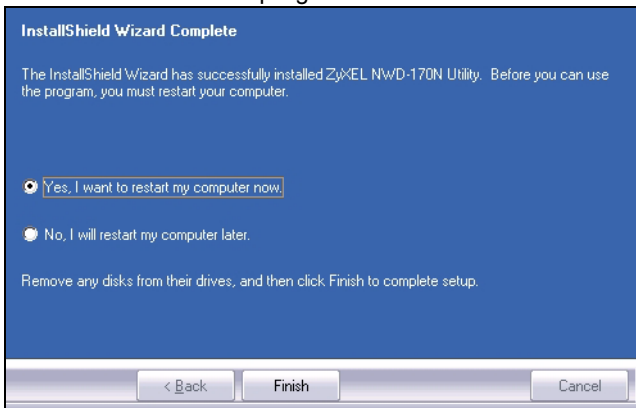 InstallShield Wizard Complete
The InstallShield Wizard has successfully installed ZyXEL NWD-170N Utility. Before you can use
the program, you must restart your computer.
Yes, I want to restart my computer now.
No, I will restart my computer later.
Remove any disks from their drives, and then click Finish to complete setup.
< Back Finish Cancel